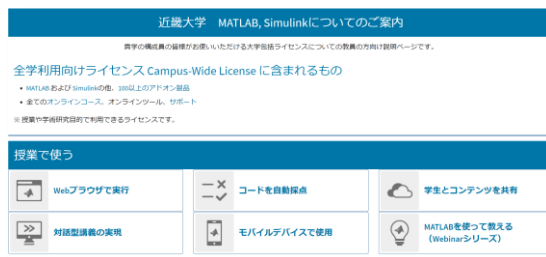 近畿大学 MATLAB, Simulinkについてのご案内
貴学の構成員の皆様がお使いいただける大学包括ライセンスについての教員の方向け説明ページです。
全学利用向けライセンス Campus-Wide License に含まれるもの
• MATLAB および Simulinkの他、100以上のアドオン製品
• 全てのオンラインコース、オンラインツール、サポート
※ 授業や学術研究目的で利用できるライセンスです。
授業で使う
Webブラウザで実行
コードを自動採点
学生とコンテンツを共有
対話型講義の実現
モバイルデバイスで使用
MATLABを使って教える
(Webinarシリーズ)